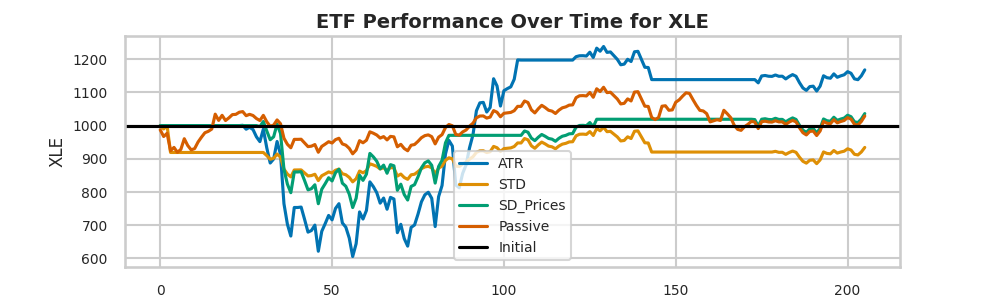 ETF Performance Over Time for XLE
XLE
1200
1100
1000
900
800
700
600
ATR
STD
SD_Prices
Passive
Initial
0 50 100 150 200